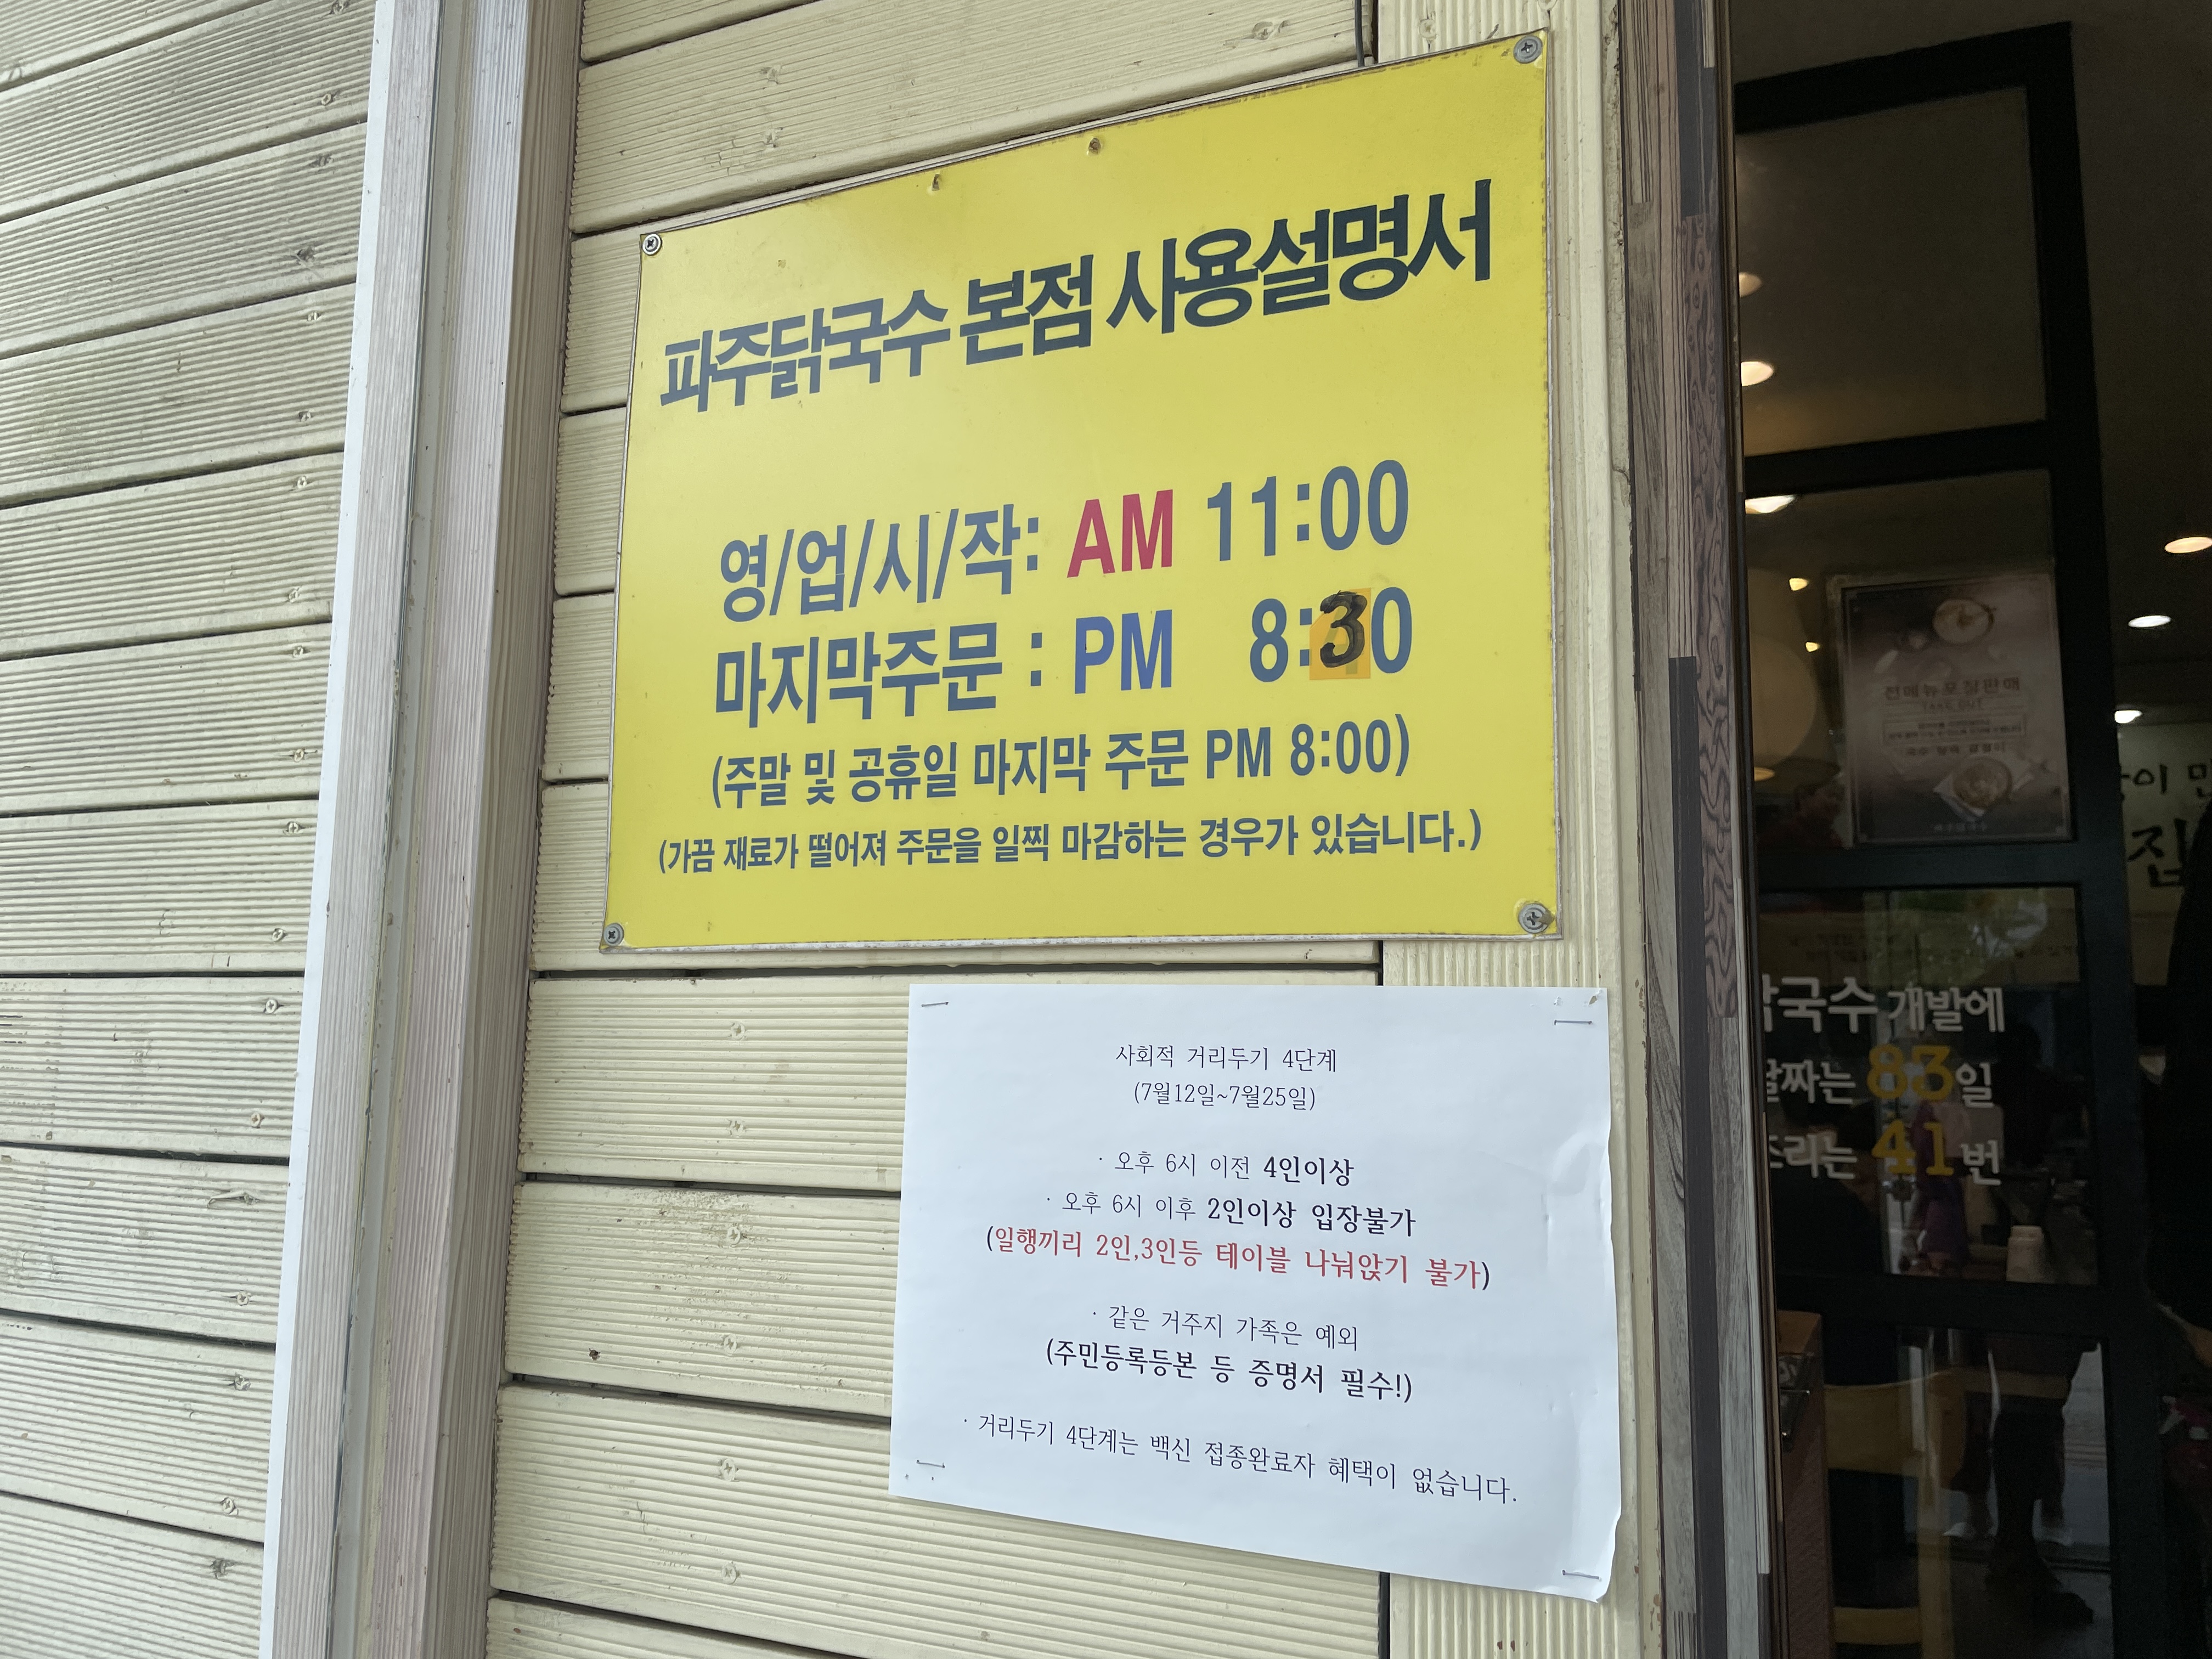 파주닭국수 본점 사용설명서
영/업/시/작: AM 11:00
마지막주문 : PM 8:30
(주말 및 공휴일 마지막 주문 PM 8:00)
(가끔 재료가 떨어져 주문을 일찍 마감하는 경우가 있습니다.)
사회적 거리두기 4단계
(7월12일~7월25일)
· 오후 6시 이전 4인이상
· 오후 6시 이후 2인이상 입장불가
(일행끼리 2인,3인등 테이블 나눠앉기 불가)
· 같은 거주지 가족은 예외
(주민등록등본 등 증명서 필수!)
· 거리두기 4단계는 백신 접종완료자 혜택이 없습니다.
전메뉴포장판매
TAKE OUT
국수 개발에
83일
41번